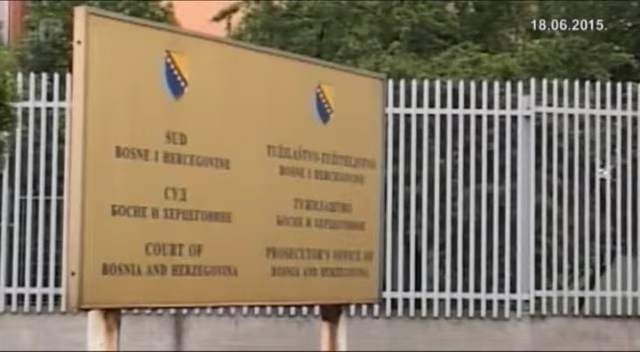 18.06.2015.
SUD
BOSNE I HERCEGOVINE
СУД
БОСНЕ И ХЕРЦЕГОВИНЕ
COURT OF
BOSNIA AND HERZEGOVINA
TUŽILAŠTVO-TUŽITELJSTVO
BOSNE I HERCEGOVINE
ТУЖИЛАШТВО
БОСНЕ И ХЕРЦЕГОВИНЕ
PROSECUTOR'S OFFICE OF
BOSNIA AND HERZEGOVINA